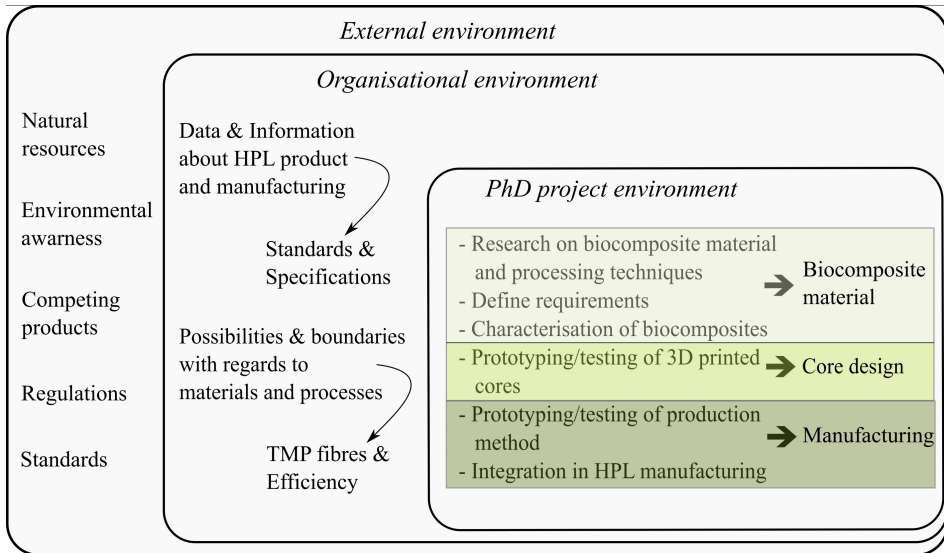 External environment
Organisational environment
Natural
resources
Environmental
awarness
Competing
products
Regulations
Standards
Data & Information
about HPL product
and manufacturing
Standards &
Specifications
Possibilities & boundaries
with regards to
materials and processes
TMP fibres &
Efficiency
PhD project environment
- Research on biocomposite material
and processing techniques
- Define requirements
- Characterisation of biocomposites
Biocomposite
material
- Prototyping/testing of 3D printed
cores
Core design
- Prototyping/testing of production
method
- Integration in HPL manufacturing
Manufacturing